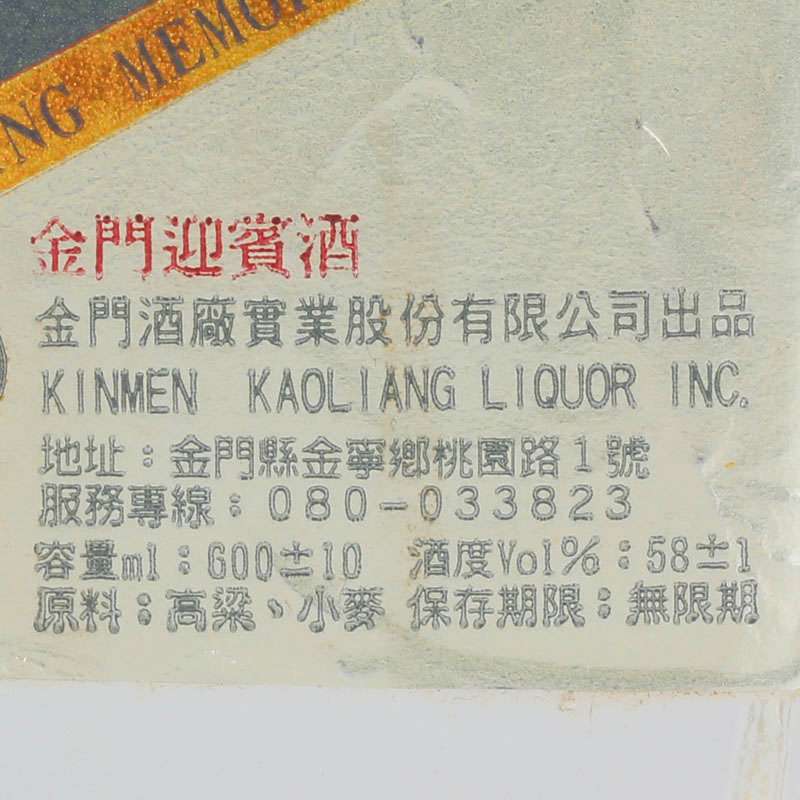 NG MEMO
金門迎賓酒
金門酒廠實業股份有限公司出品
KINMEN KAOLIANG LIQUOR INC.
地址：金門縣金寧鄉桃園路1號
服務專線：080-033823
容量ml：600±10 酒度Vol%：58±1
原料：高粱、小麥 保存期限：無限期